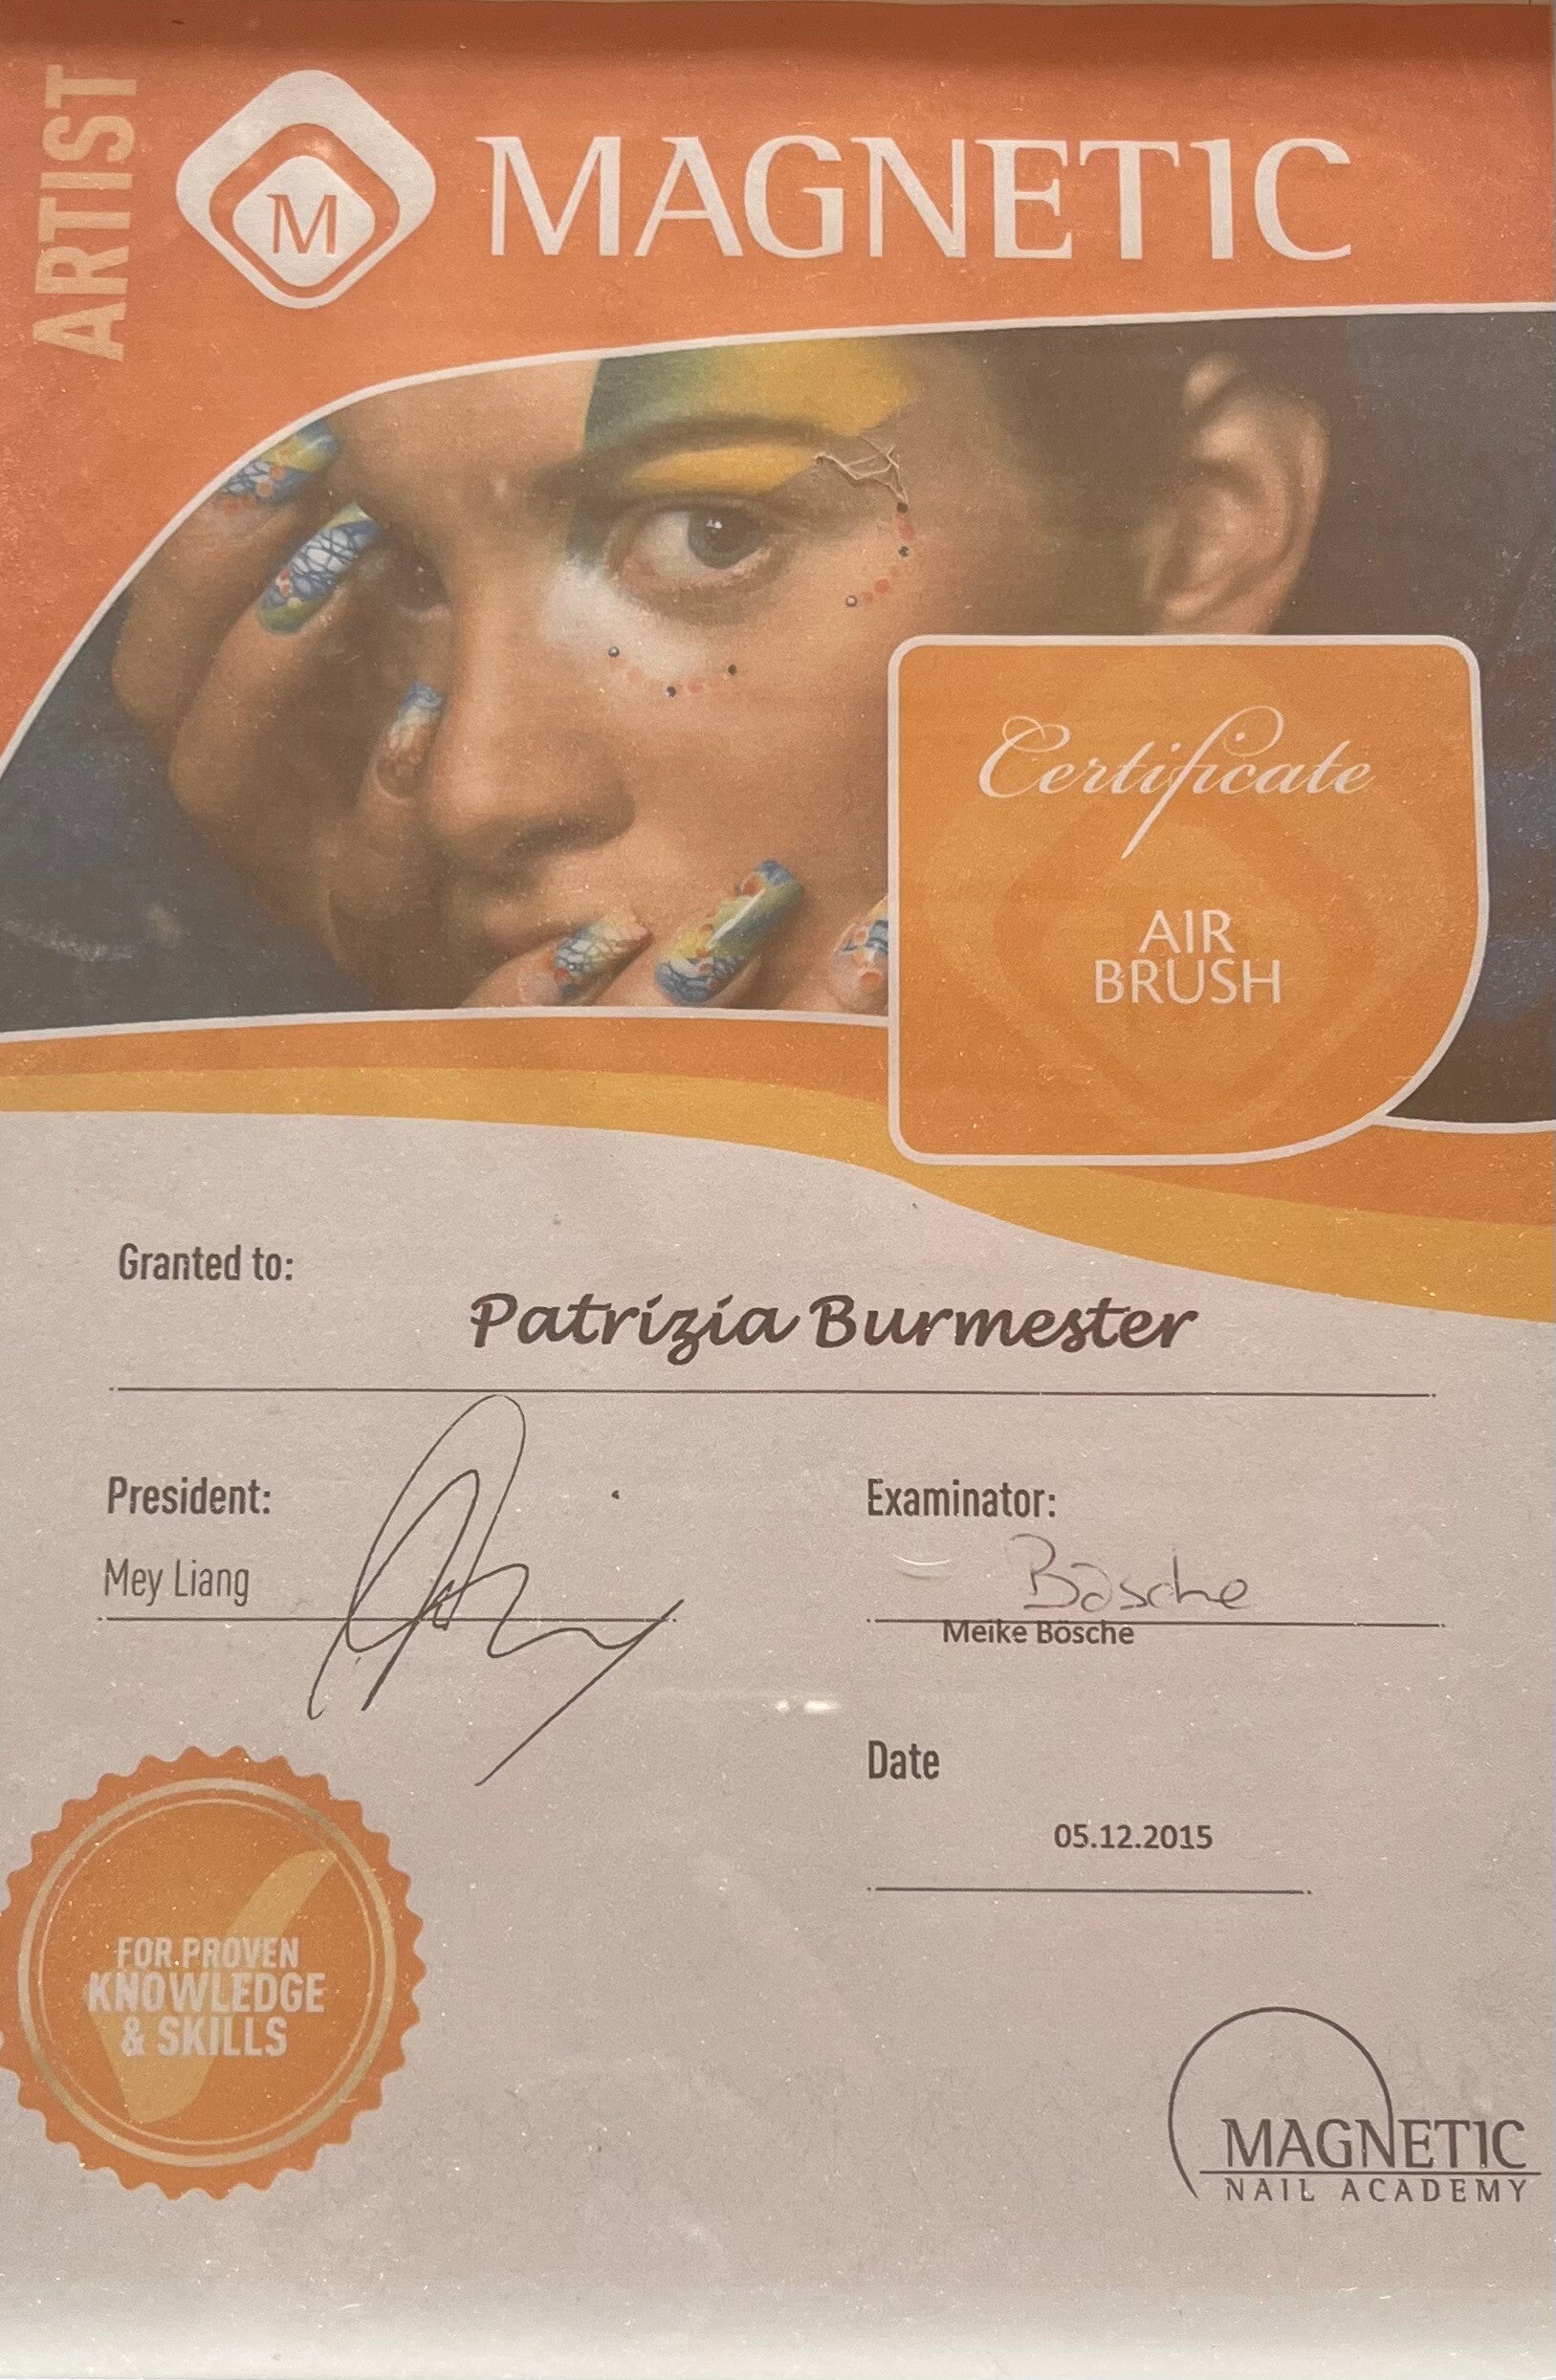 ARTIST
M
MAGNETIC
Certificate
AIR
BRUSH
Granted to:
Patrizia Burmester
President:
Mey Liang
Examinator:
Bösche
Meike Bösche
Date
05.12.2015
FOR PROVEN
KNOWLEDGE
& SKILLS
MAGNETIC
NAIL ACADEMY